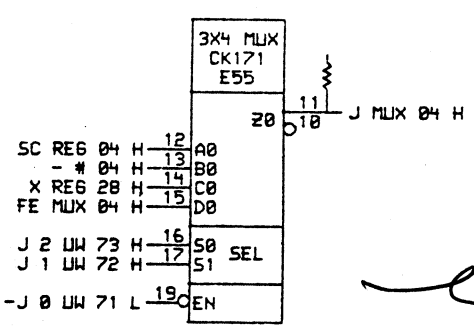 3X4 MUX
CK171
E55
11
Z0 J MUX 04 H
10
SC REG 04 H 12 A0
- # 04 H 13 B0
X REG 2B H 14 C0
FE MUX 04 H 15 D0
J 2 UW 73 H 16 S0
SEL
J 1 UW 72 H 17 S1
-J 0 UW 71 L 19 EN